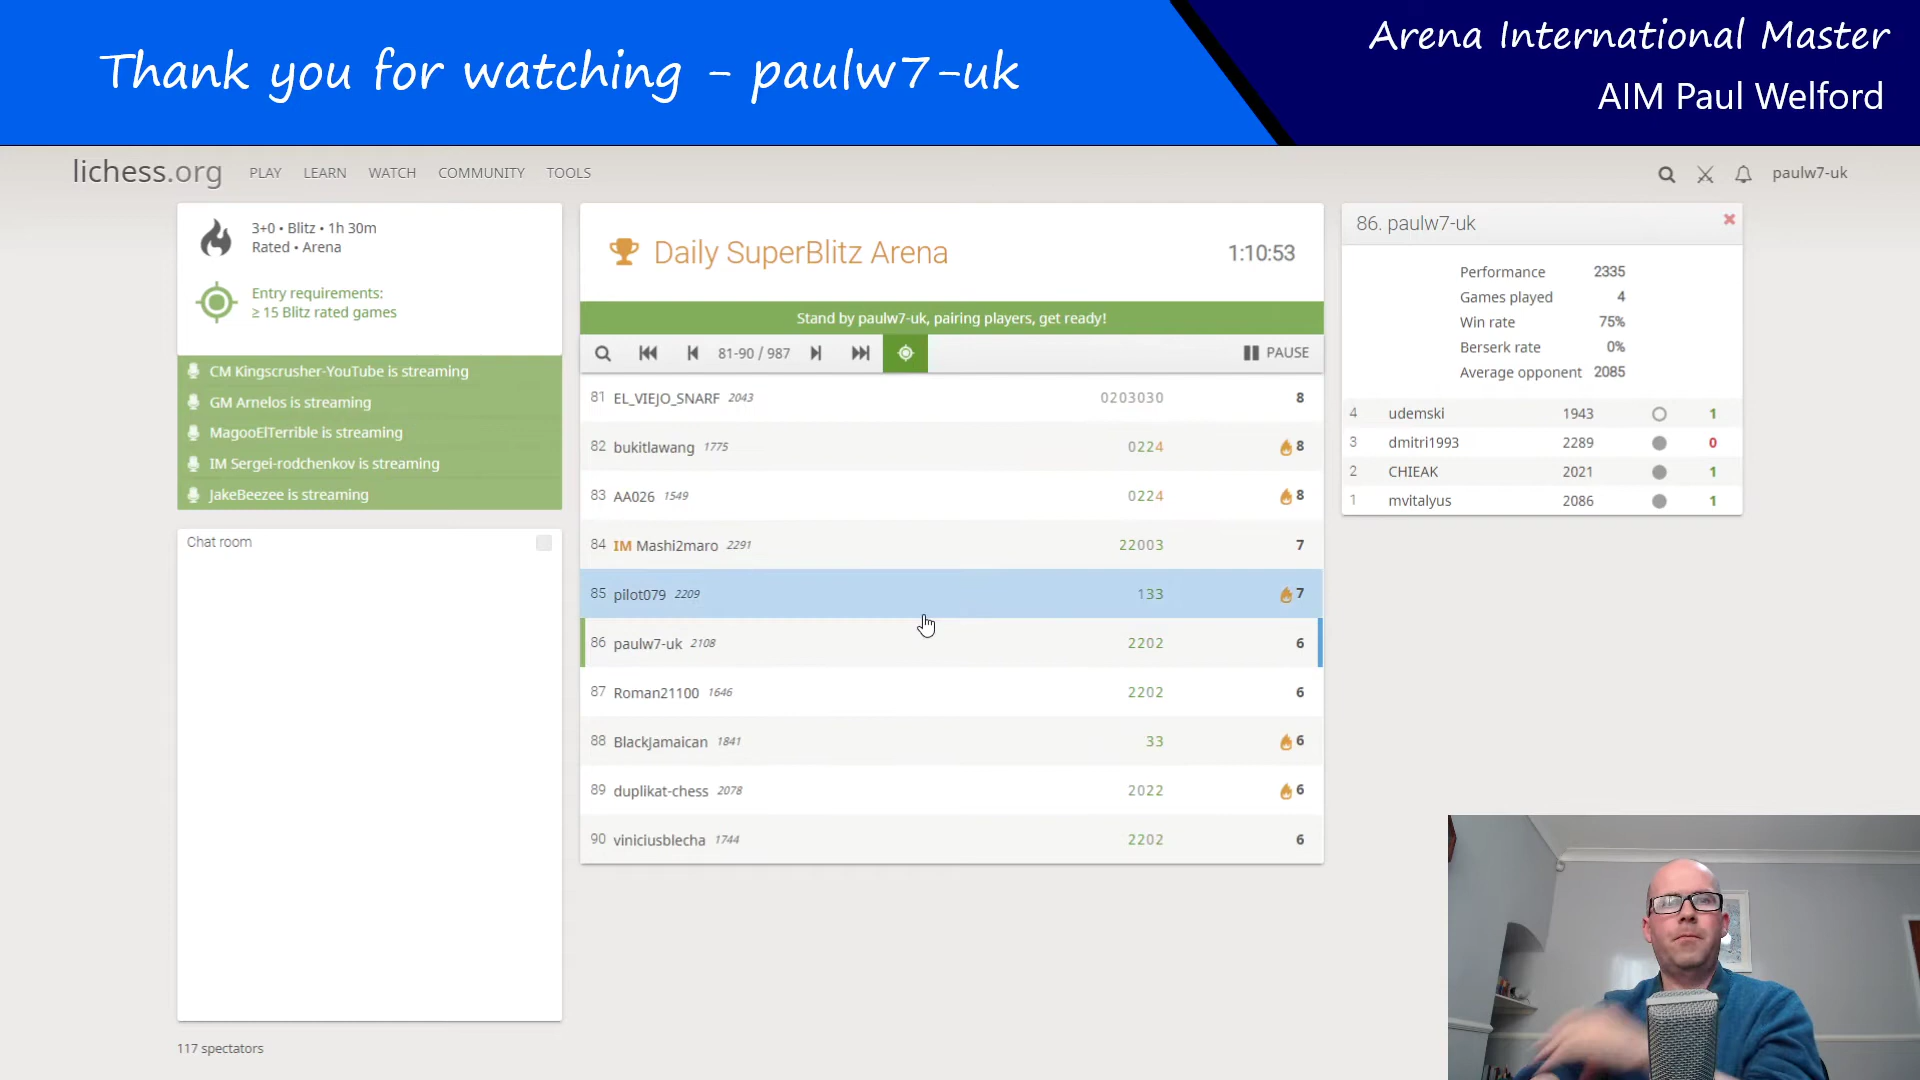 Thank you for watching - paulw7-uk
Arena International Master
AIM Paul Welford
lichess.org PLAY LEARN WATCH COMMUNITY TOOLS paulw7-uk
3+0 • Blitz • 1h 30m
Rated • Arena
Entry requirements:
≥ 15 Blitz rated games
CM Kingscrusher-YouTube is streaming
GM Arnelos is streaming
MagooElTerrible is streaming
IM Sergei-rodchenkov is streaming
JakeBeezee is streaming
Chat room
117 spectators
Daily SuperBlitz Arena 1:10:53
Stand by paulw7-uk, pairing players, get ready!
81-90 / 987 PAUSE
81 EL_VIEJO_SNARF 2043 0203030 8
82 bukitlawang 1775 0224 8
83 AA026 1549 0224 8
84 IM Mashi2maro 2291 22003 7
85 pilot079 2209 133 7
86 paulw7-uk 2108 2202 6
87 Roman21100 1646 2202 6
88 BlackJamaican 1841 33 6
89 duplikat-chess 2078 2022 6
90 viniciusblecha 1744 2202 6
86. paulw7-uk
Performance 2335
Games played 4
Win rate 75%
Berserk rate 0%
Average opponent 2085
4 udemski 1943 1
3 dmitri1993 2289 0
2 CHIEAK 2021 1
1 mvitalyus 2086 1